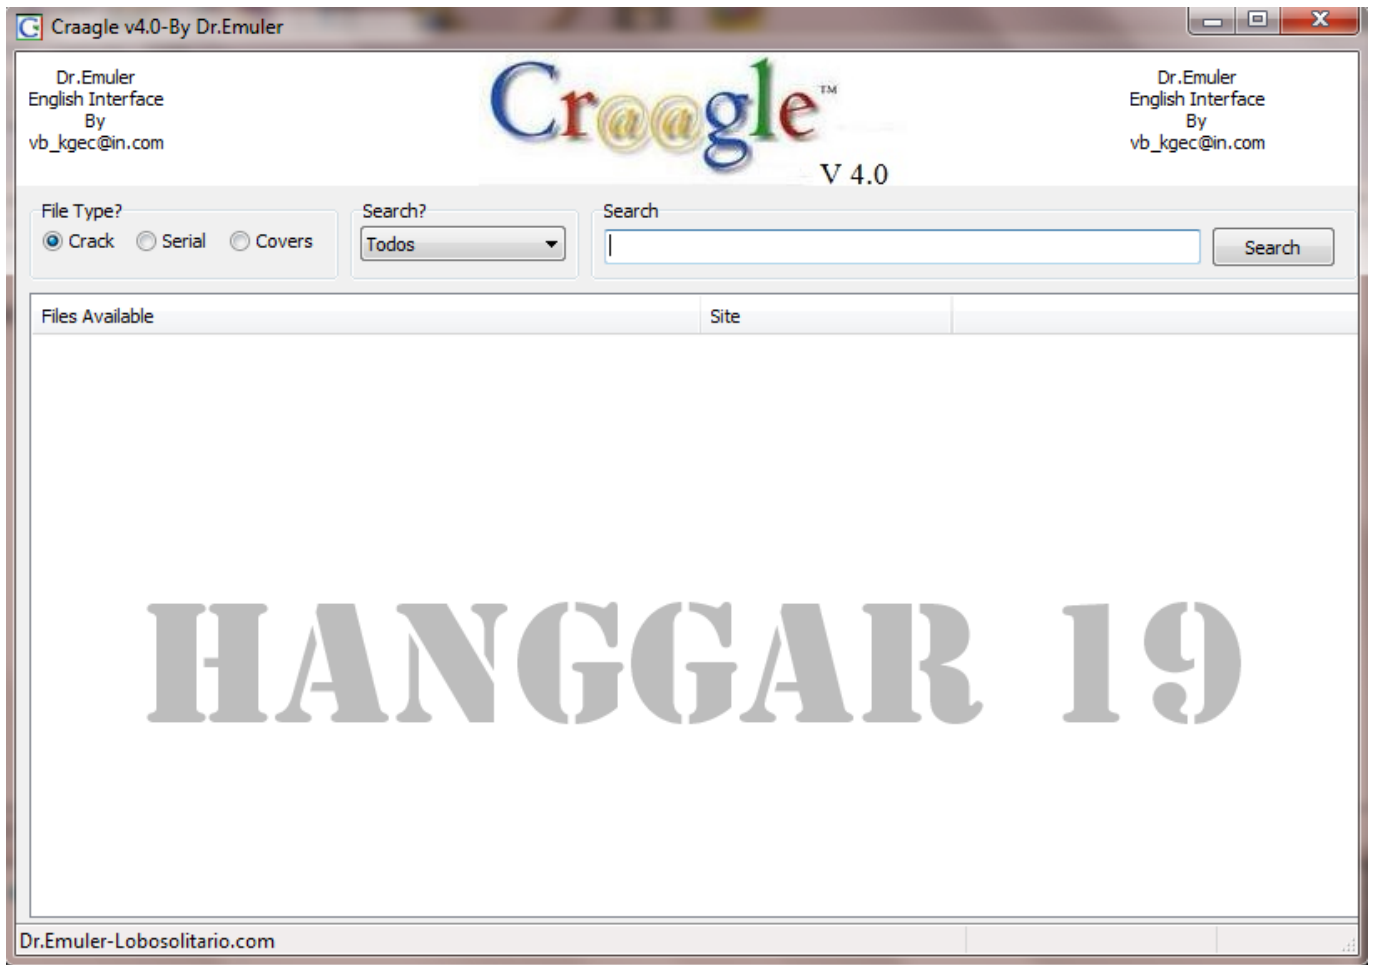 Craagle v4.0-By Dr.Emuler
Dr.Emuler
English Interface
By
vb_kgec@in.com
Cr@@gle™
V 4.0
Dr.Emuler
English Interface
By
vb_kgec@in.com
File Type?
Crack Serial Covers
Search?
Todos
Search
Search
Files Available Site
HANGGAR 19
Dr.Emuler-Lobosolitario.com